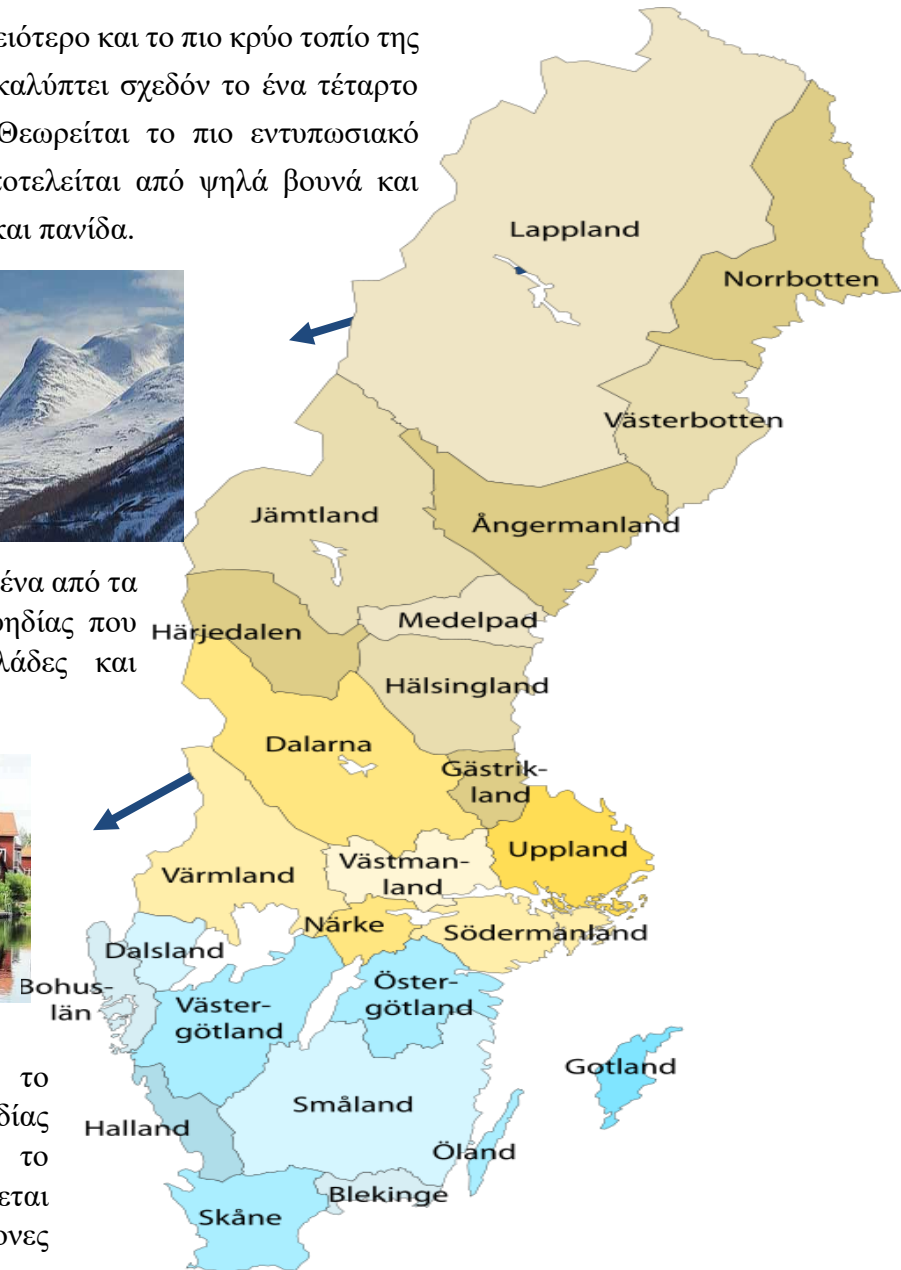 ειότερο και το πιο κρύο τοπίο της
καλύπτει σχεδόν το ένα τέταρτο
Θεωρείται το πιο εντυπωσιακό
ποτελείται από ψηλά βουνά και
και πανίδα.
Lappland
Norrbotten
Västerbotten
Jämtland
Ångermanland
ένα από τα
ηδίας που
λάδες και
Härjedalen
Medelpad
Hälsingland
Dalarna
Gästrik-
land
Uppland
Värmland
Västman-
land
Närke
Södermanland
Dalsland
Bohus-
län
Väster-
götland
Öster-
götland
Gotland
το
δίας
το
εται
ονες
Halland
Småland
Öland
Blekinge
Skåne